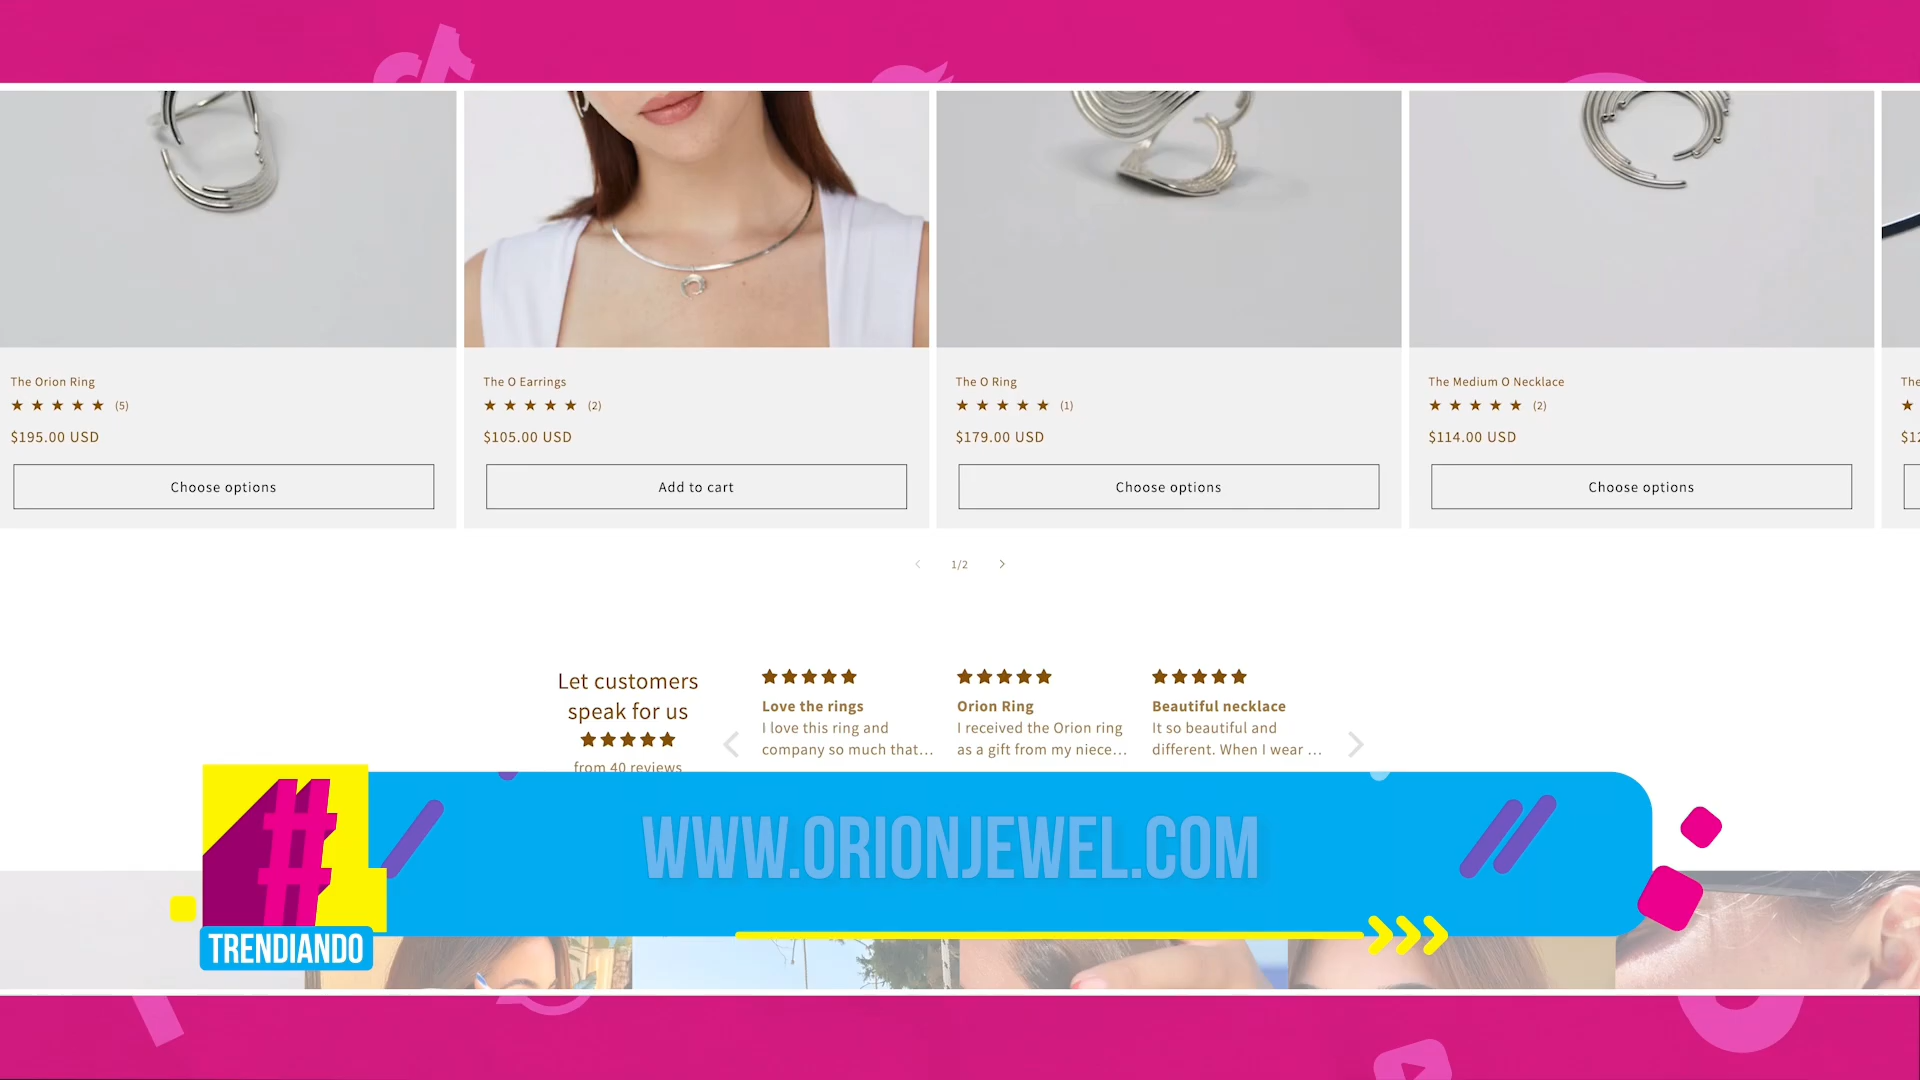 The Orion Ring
★ ★ ★ ★ ★ (5)
$195.00 USD
Choose options
The O Earrings
★ ★ ★ ★ ★ (2)
$105.00 USD
Add to cart
The O Ring
★ ★ ★ ★ ★ (1)
$179.00 USD
Choose options
The Medium O Necklace
★ ★ ★ ★ ★ (2)
$114.00 USD
Choose options
The
★
$12
1/2
Let customers
speak for us
★★★★★
from 40 reviews
★★★★★
Love the rings
I love this ring and
company so much that...
★★★★★
Orion Ring
I received the Orion ring
as a gift from my niece...
★★★★★
Beautiful necklace
It so beautiful and
different. When I wear ...
WWW.ORIONJEWEL.COM
#
TRENDIANDO